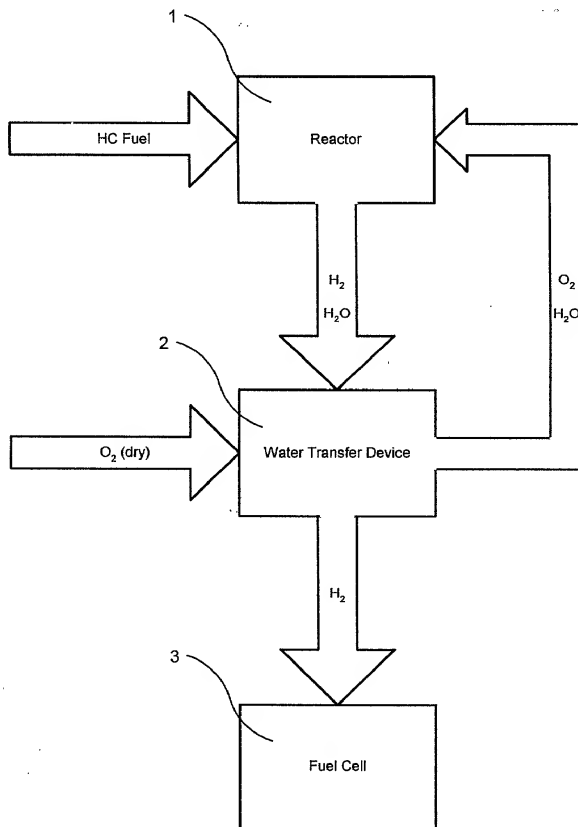 1
HC Fuel
Reactor
H₂
H₂O
O₂
H₂O
2
O₂ (dry)
Water Transfer Device
H₂
3
Fuel Cell